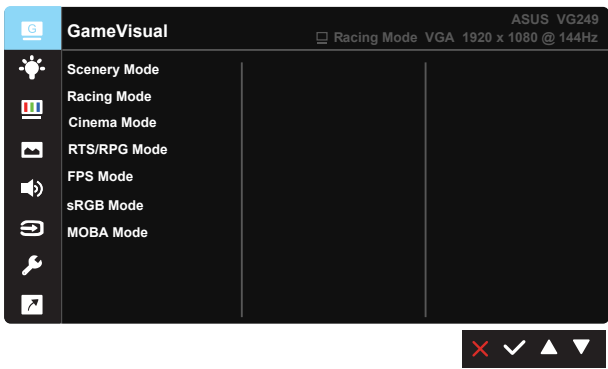 G
GameVisual
ASUS VG249
Racing Mode VGA 1920 x 1080 @ 144Hz
Scenery Mode
Racing Mode
Cinema Mode
RTS/RPG Mode
FPS Mode
sRGB Mode
MOBA Mode